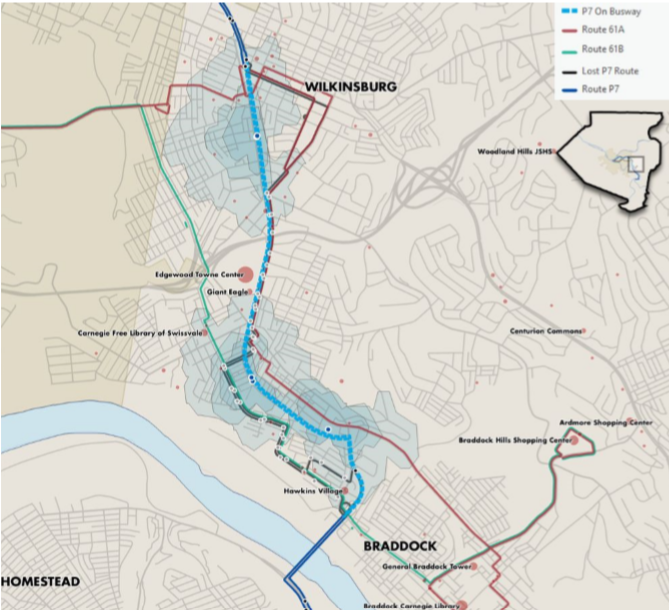 P7 On Busway
Route 61A
Route 61B
Lost P7 Route
Route P7
WILKINSBURG
Woodland Hills JSHS
Edgewood Towne Center
Giant Eagle
Carnegie Free Library of Swissvale
Centurion Commons
Ardmore Shopping Center
Braddock Hills Shopping Center
Hawkins Village
BRADDOCK
General Braddock Tower
HOMESTEAD
Braddock Carnegie Library